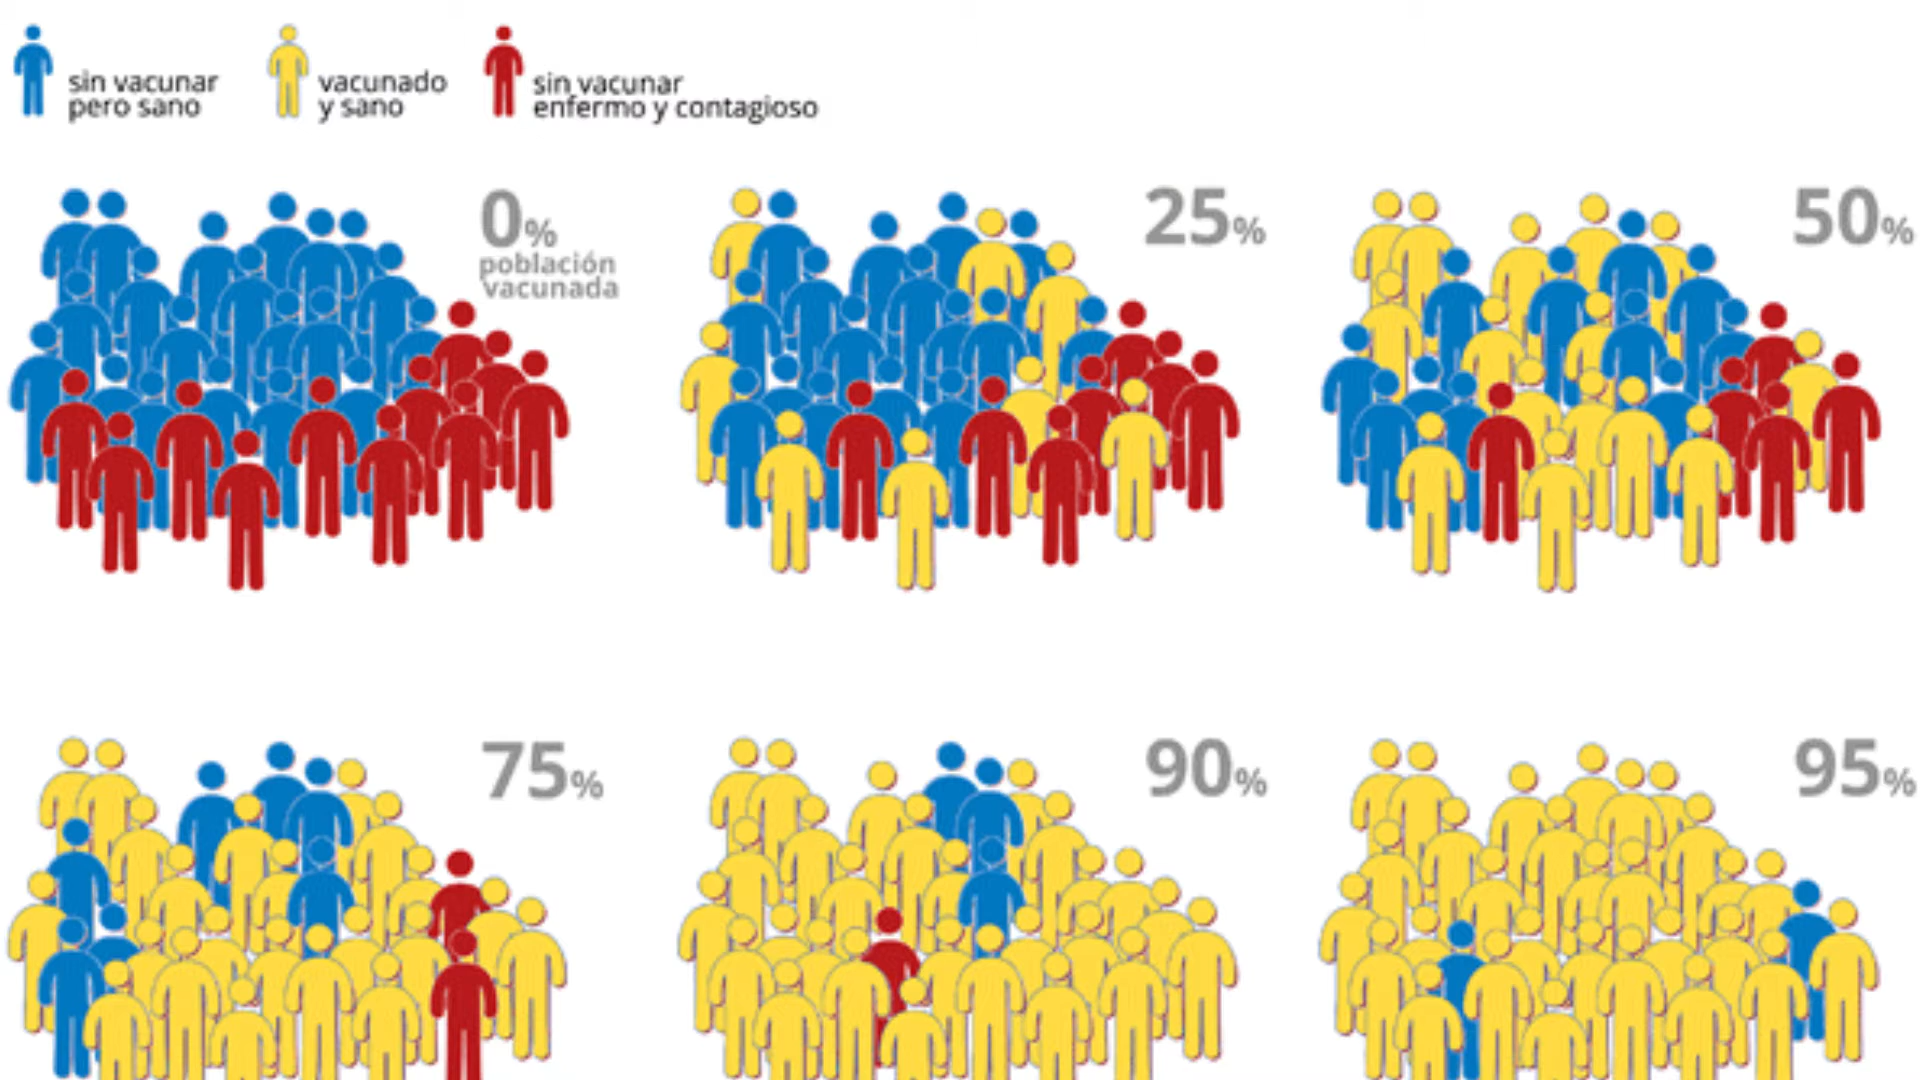 sin vacunar
pero sano
vacunado
y sano
sin vacunar
enfermo y contagioso
0%
población
vacunada
25%
50%
75%
90%
95%